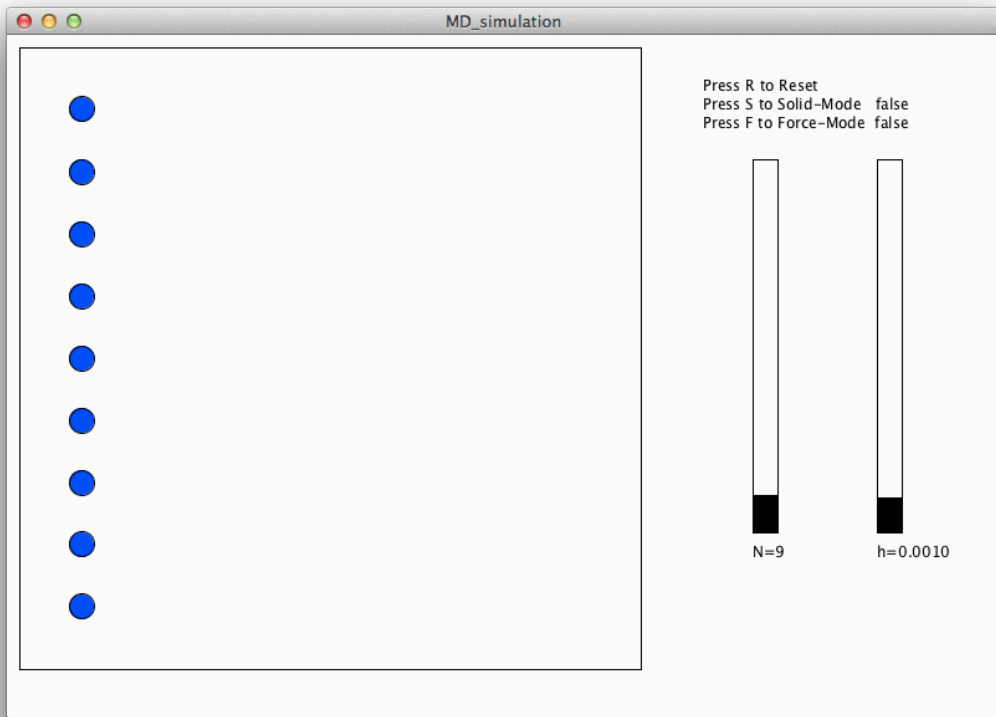 MD_simulation
Press R to Reset
Press S to Solid-Mode false
Press F to Force-Mode false
N=9
h=0.0010